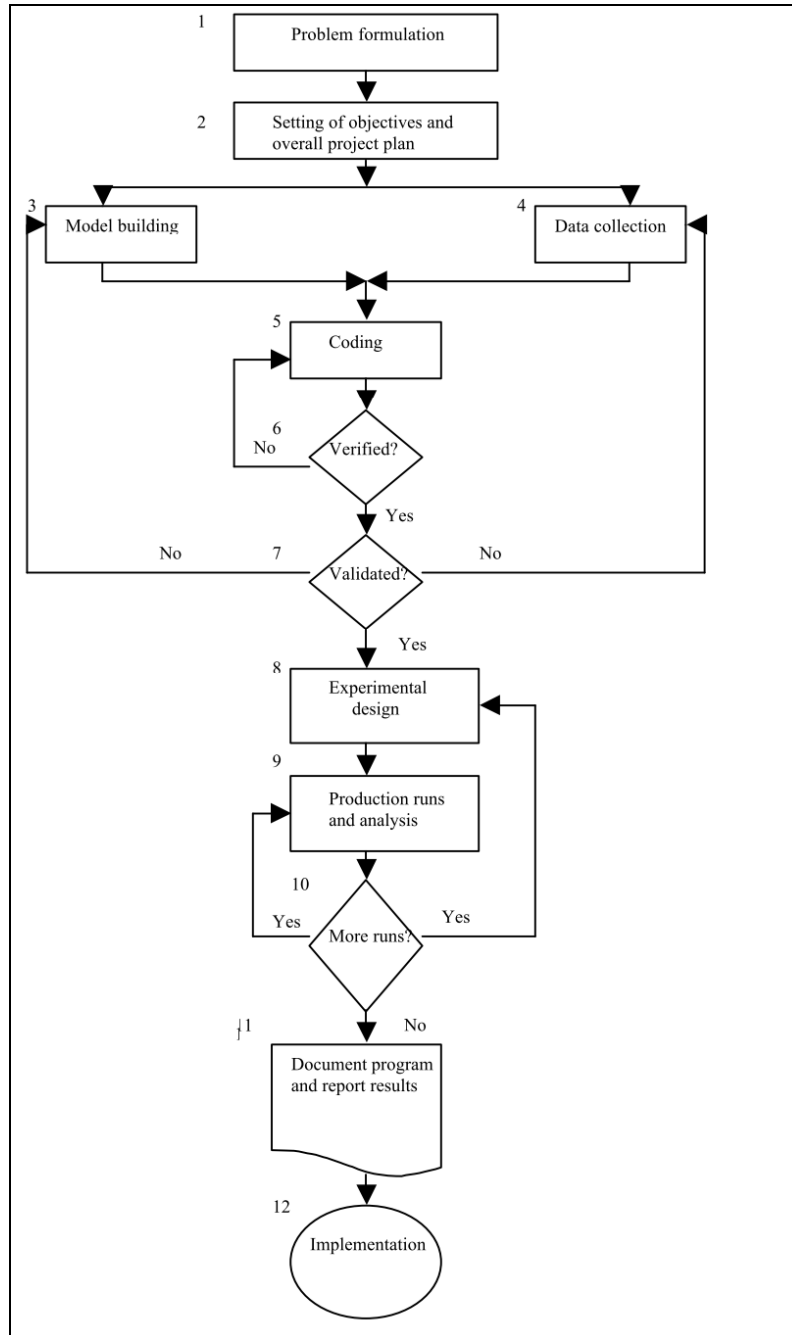 1
Problem formulation
2
Setting of objectives and
overall project plan
3
Model building
4
Data collection
5
Coding
6
No
Verified?
Yes
No
7
No
Validated?
Yes
8
Experimental
design
9
Production runs
and analysis
10
Yes
Yes
More runs?
11
No
Document program
and report results
12
Implementation